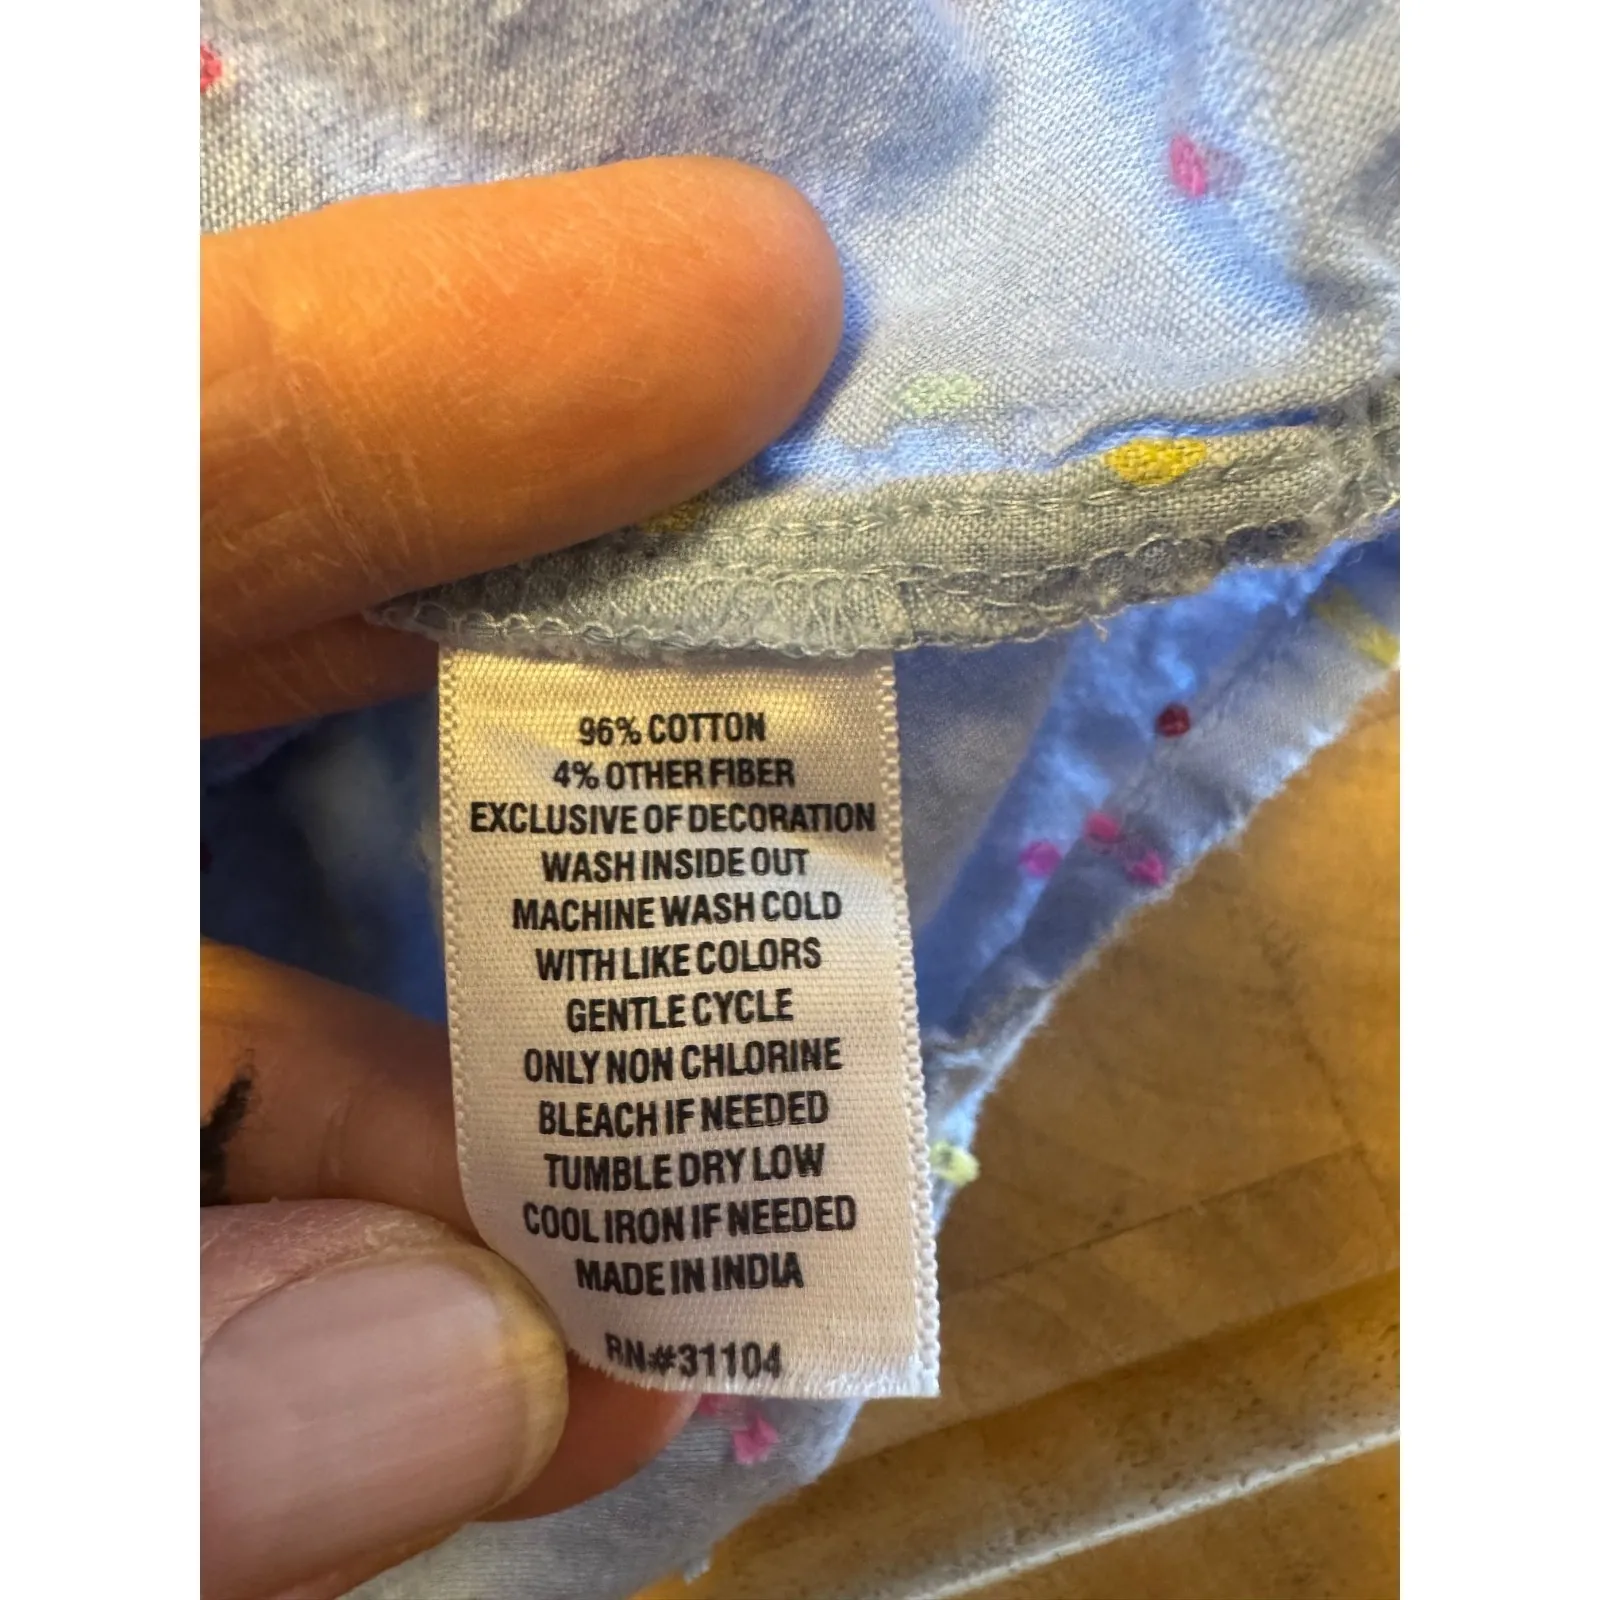 96% COTTON
4% OTHER FIBER
EXCLUSIVE OF DECORATION
WASH INSIDE OUT
MACHINE WASH COLD
WITH LIKE COLORS
GENTLE CYCLE
ONLY NON CHLORINE
BLEACH IF NEEDED
TUMBLE DRY LOW
COOL IRON IF NEEDED
MADE IN INDIA
RN#31104